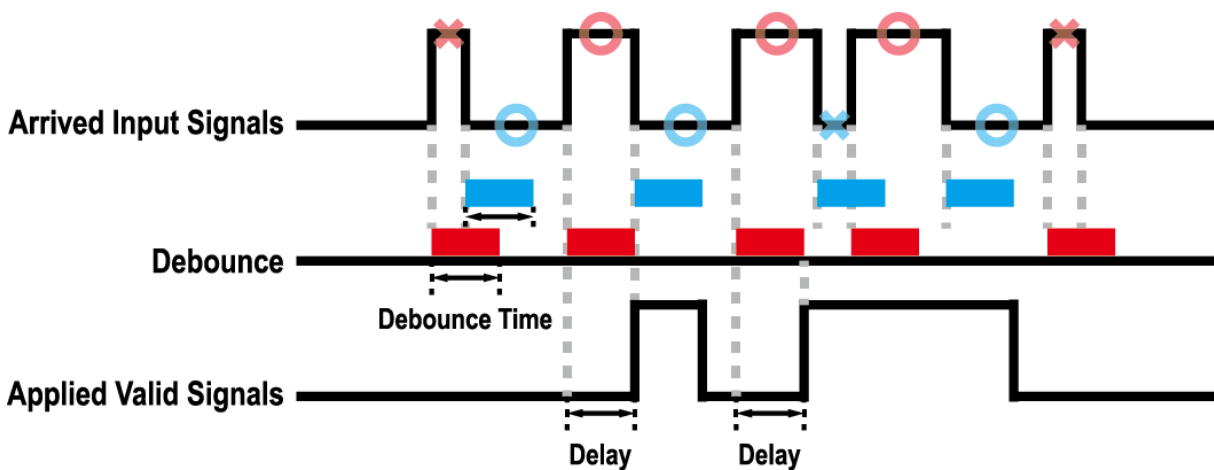 Arrived Input Signals
Debounce
Debounce Time
Applied Valid Signals
Delay
Delay